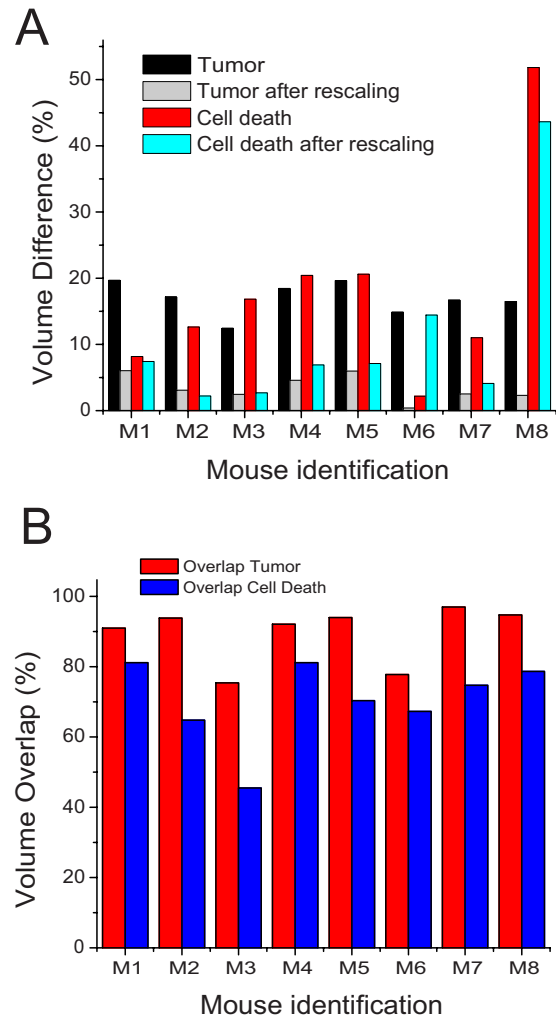 A
Tumor
Tumor after rescaling
Cell death
Cell death after rescaling
Volume Difference (%)
50
40
30
20
10
0
M1 M2 M3 M4 M5 M6 M7 M8
Mouse identification
B
Overlap Tumor
Overlap Cell Death
Volume Overlap (%)
100
80
60
40
20
0
M1 M2 M3 M4 M5 M6 M7 M8
Mouse identification